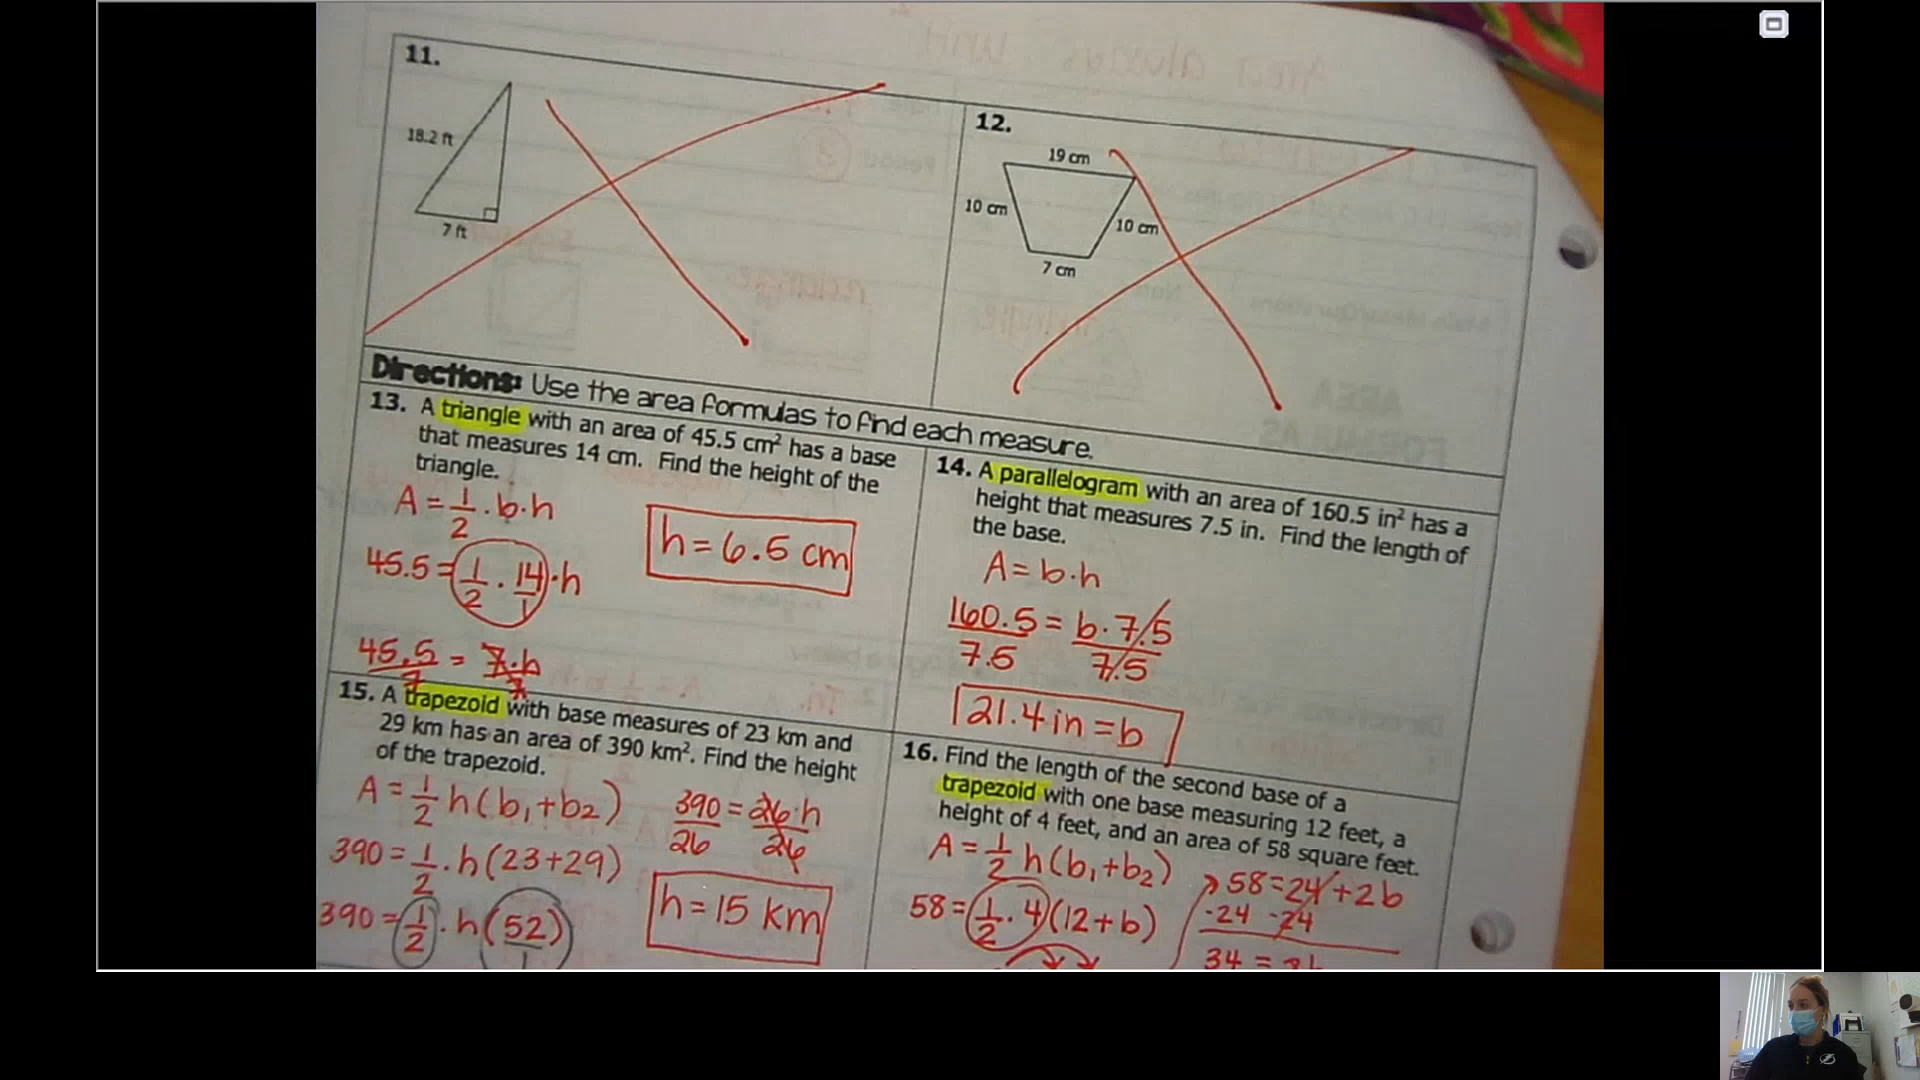 11.
18.2 ft
7 ft
12.
19 cm
10 cm
10 cm
7 cm
Directions: Use the area formulas to find each measure.
13. A triangle with an area of 45.5 cm² has a base
that measures 14 cm. Find the height of the
triangle.
A = 1/2 · b · h
45.5 = 1/2 · 14/1 · h
45.5/7 = 7·h/7
h = 6.5 cm
14. A parallelogram with an area of 160.5 in² has a
height that measures 7.5 in. Find the length of
the base.
A = b·h
160.5/7.5 = b·7.5/7.5
21.4 in = b
15. A trapezoid with base measures of 23 km and
29 km has an area of 390 km². Find the height
of the trapezoid.
A = 1/2 h(b₁+b₂)
390 = 1/2 · h(23+29)
390 = 1/2 · h(52)
390/26 = 26·h/26
h = 15 km
16. Find the length of the second base of a
trapezoid with one base measuring 12 feet, a
height of 4 feet, and an area of 58 square feet.
A = 1/2 h(b₁+b₂)
58 = (1/2 · 4)(12+b)
58 = 24 + 2b
-24 -24
34 =